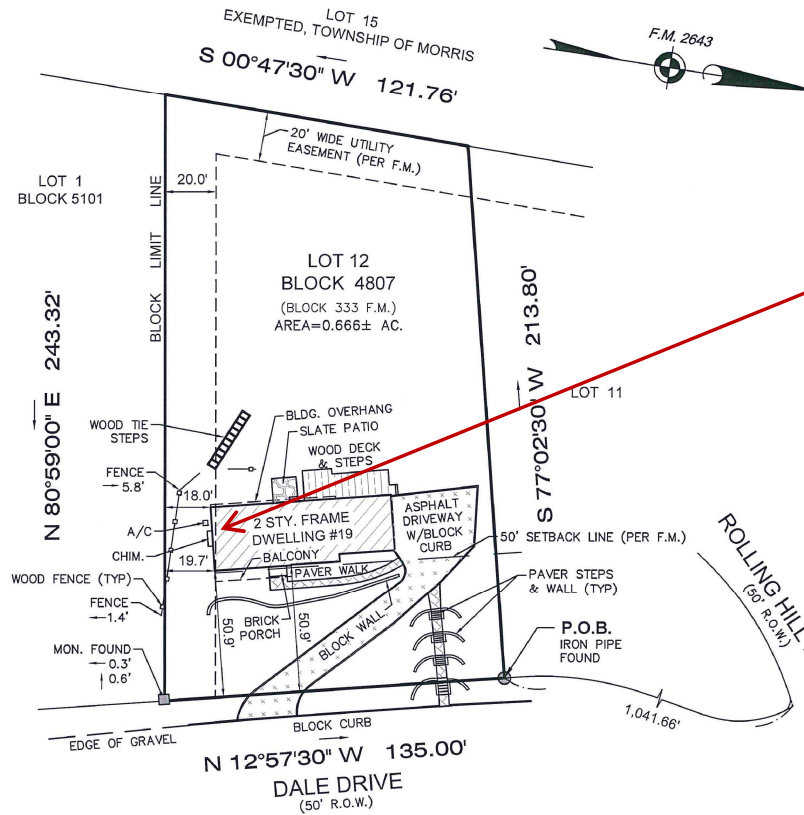 LOT 15
EXEMPTED, TOWNSHIP OF MORRIS
S 00°47'30" W 121.76'
F.M. 2643
20' WIDE UTILITY
EASEMENT (PER F.M.)
LOT 1
BLOCK 5101
20.0'
BLOCK LIMIT LINE
LOT 12
BLOCK 4807
(BLOCK 333 F.M.)
AREA=0.666± AC.
N 80°59'00" E 243.32'
S 77°02'30" W 213.80'
LOT 11
WOOD TIE
STEPS
BLDG. OVERHANG
SLATE PATIO
WOOD DECK
& STEPS
FENCE
5.8'
18.0'
A/C
CHIM.
2 STY. FRAME
DWELLING #19
ASPHALT
DRIVEWAY
W/BLOCK
CURB
50' SETBACK LINE (PER F.M.)
19.7'
BALCONY
PAVER WALK
WOOD FENCE (TYP)
FENCE
1.4'
BRICK
PORCH
50.9'
50.9'
BLOCK WALL
PAVER STEPS
& WALL (TYP)
MON. FOUND
0.3'
0.6'
P.O.B.
IRON PIPE
FOUND
ROLLING HILL
(50' R.O.W.)
1,041.66'
EDGE OF GRAVEL
BLOCK CURB
N 12°57'30" W 135.00'
DALE DRIVE
(50' R.O.W.)